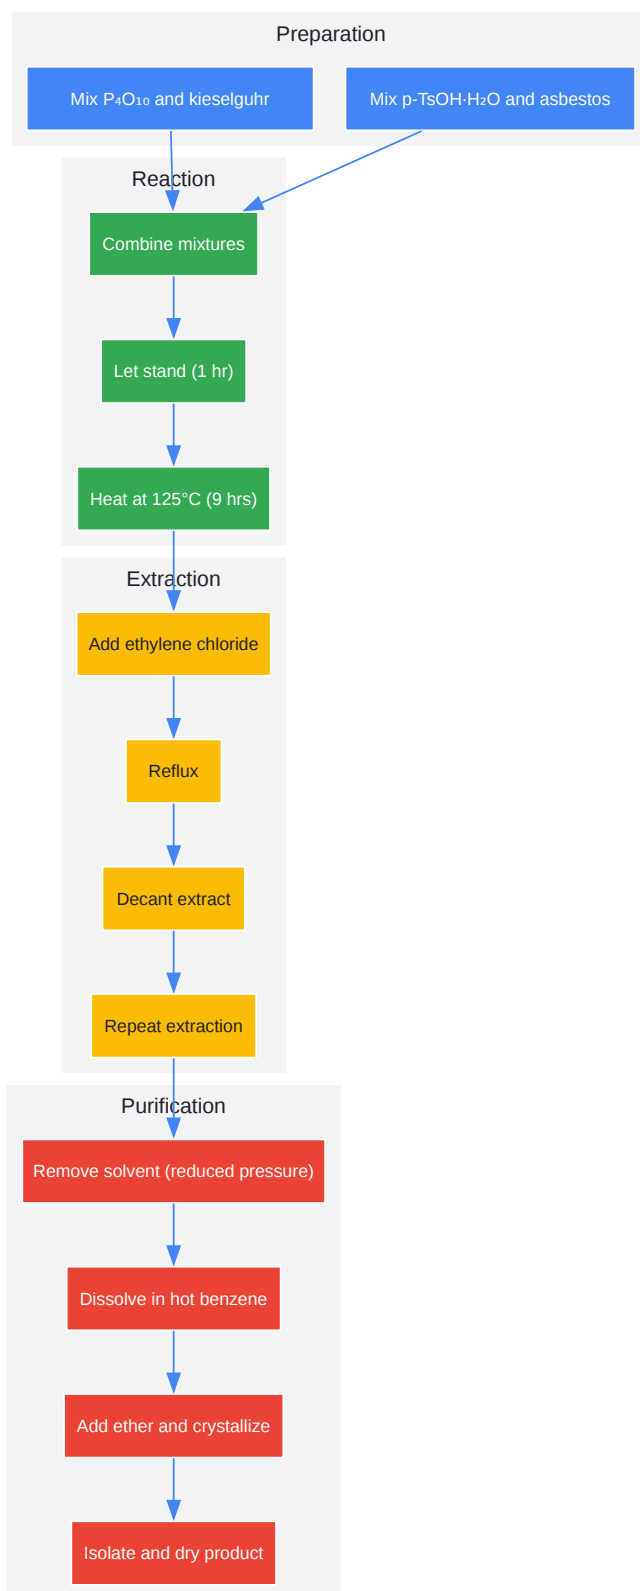 Preparation
Mix P₄O₁₀ and kieselguhr
Mix p-TsOH·H₂O and asbestos
Reaction
Combine mixtures
Let stand (1 hr)
Heat at 125°C (9 hrs)
Extraction
Add ethylene chloride
Reflux
Decant extract
Repeat extraction
Purification
Remove solvent (reduced pressure)
Dissolve in hot benzene
Add ether and crystallize
Isolate and dry product